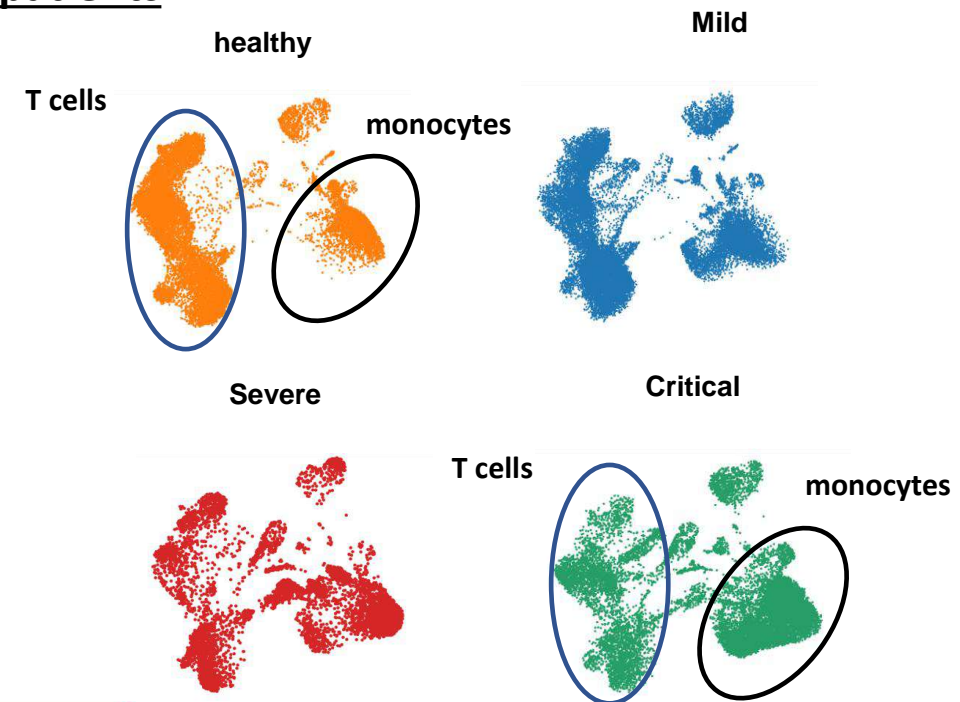 healthy
Mild
T cells
monocytes
Severe
Critical
T cells
monocytes